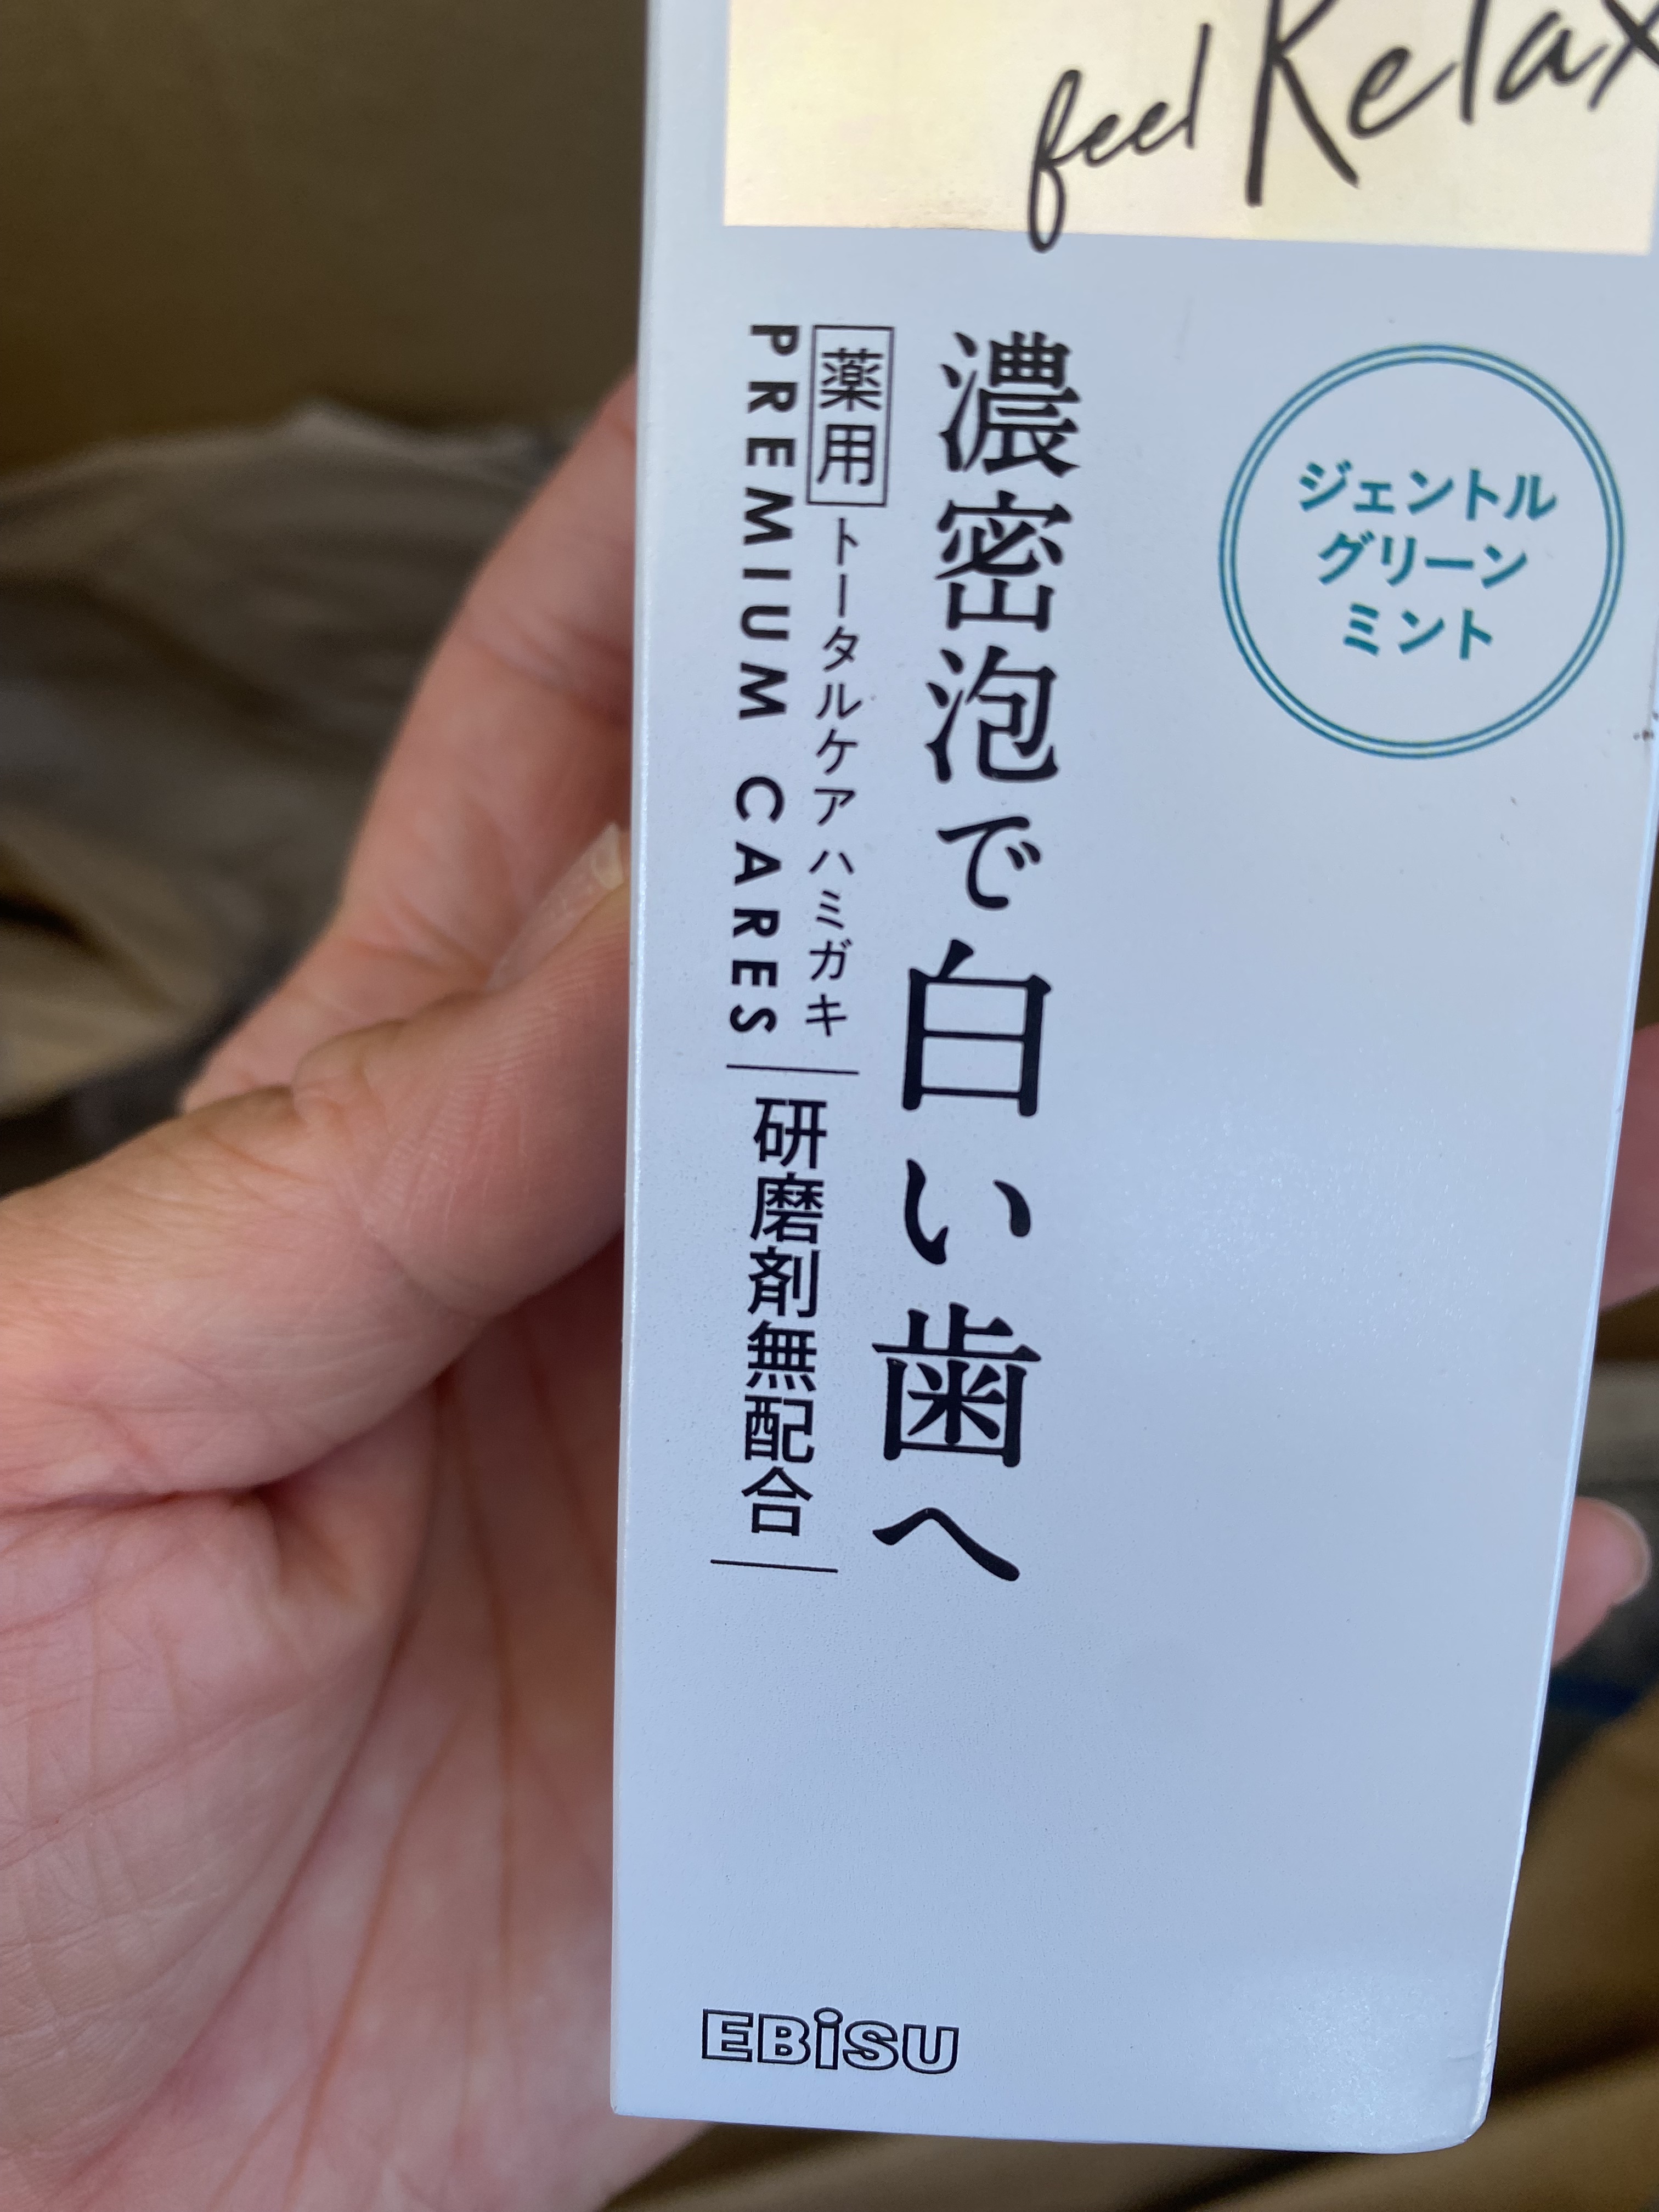 feel Relax
ジェントル
グリーン
ミント
濃密泡で白い歯へ
薬用 トータルケア ハミガキ
PREMIUM CARES
研磨剤無配合
EBiSU